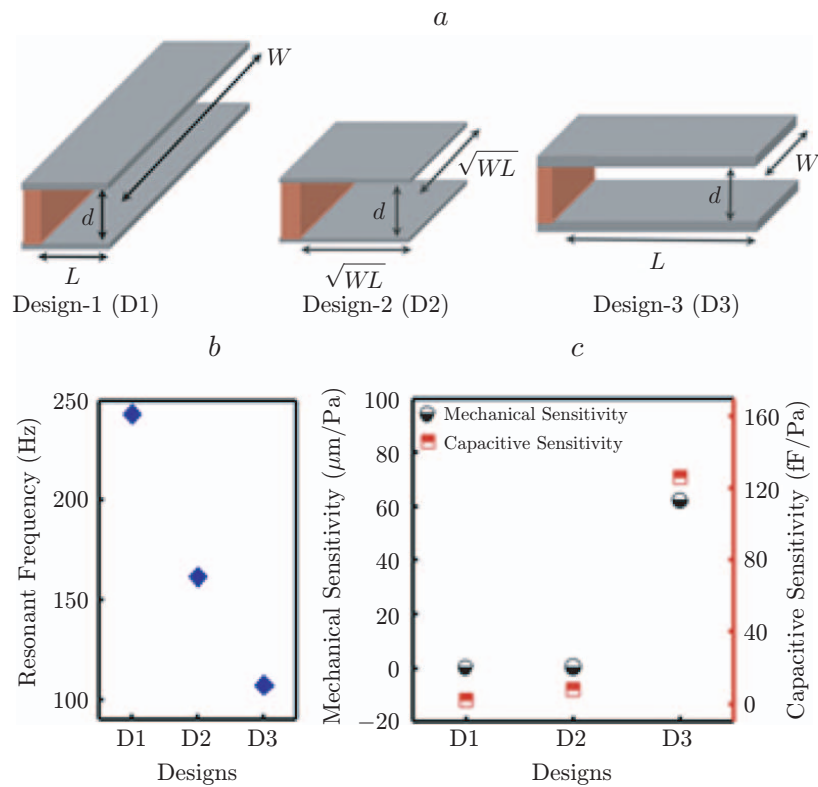 a
W
d
L
Design-1 (D1)
√WL
d
√WL
Design-2 (D2)
W
d
L
Design-3 (D3)
b
Resonant Frequency (Hz)
250
200
150
100
D1 D2 D3
Designs
c
Mechanical Sensitivity (μm/Pa)
100
80
60
40
20
0
−20
Mechanical Sensitivity
Capacitive Sensitivity
D1 D2 D3
Designs
160
120
80
40
0
Capacitive Sensitivity (fF/Pa)